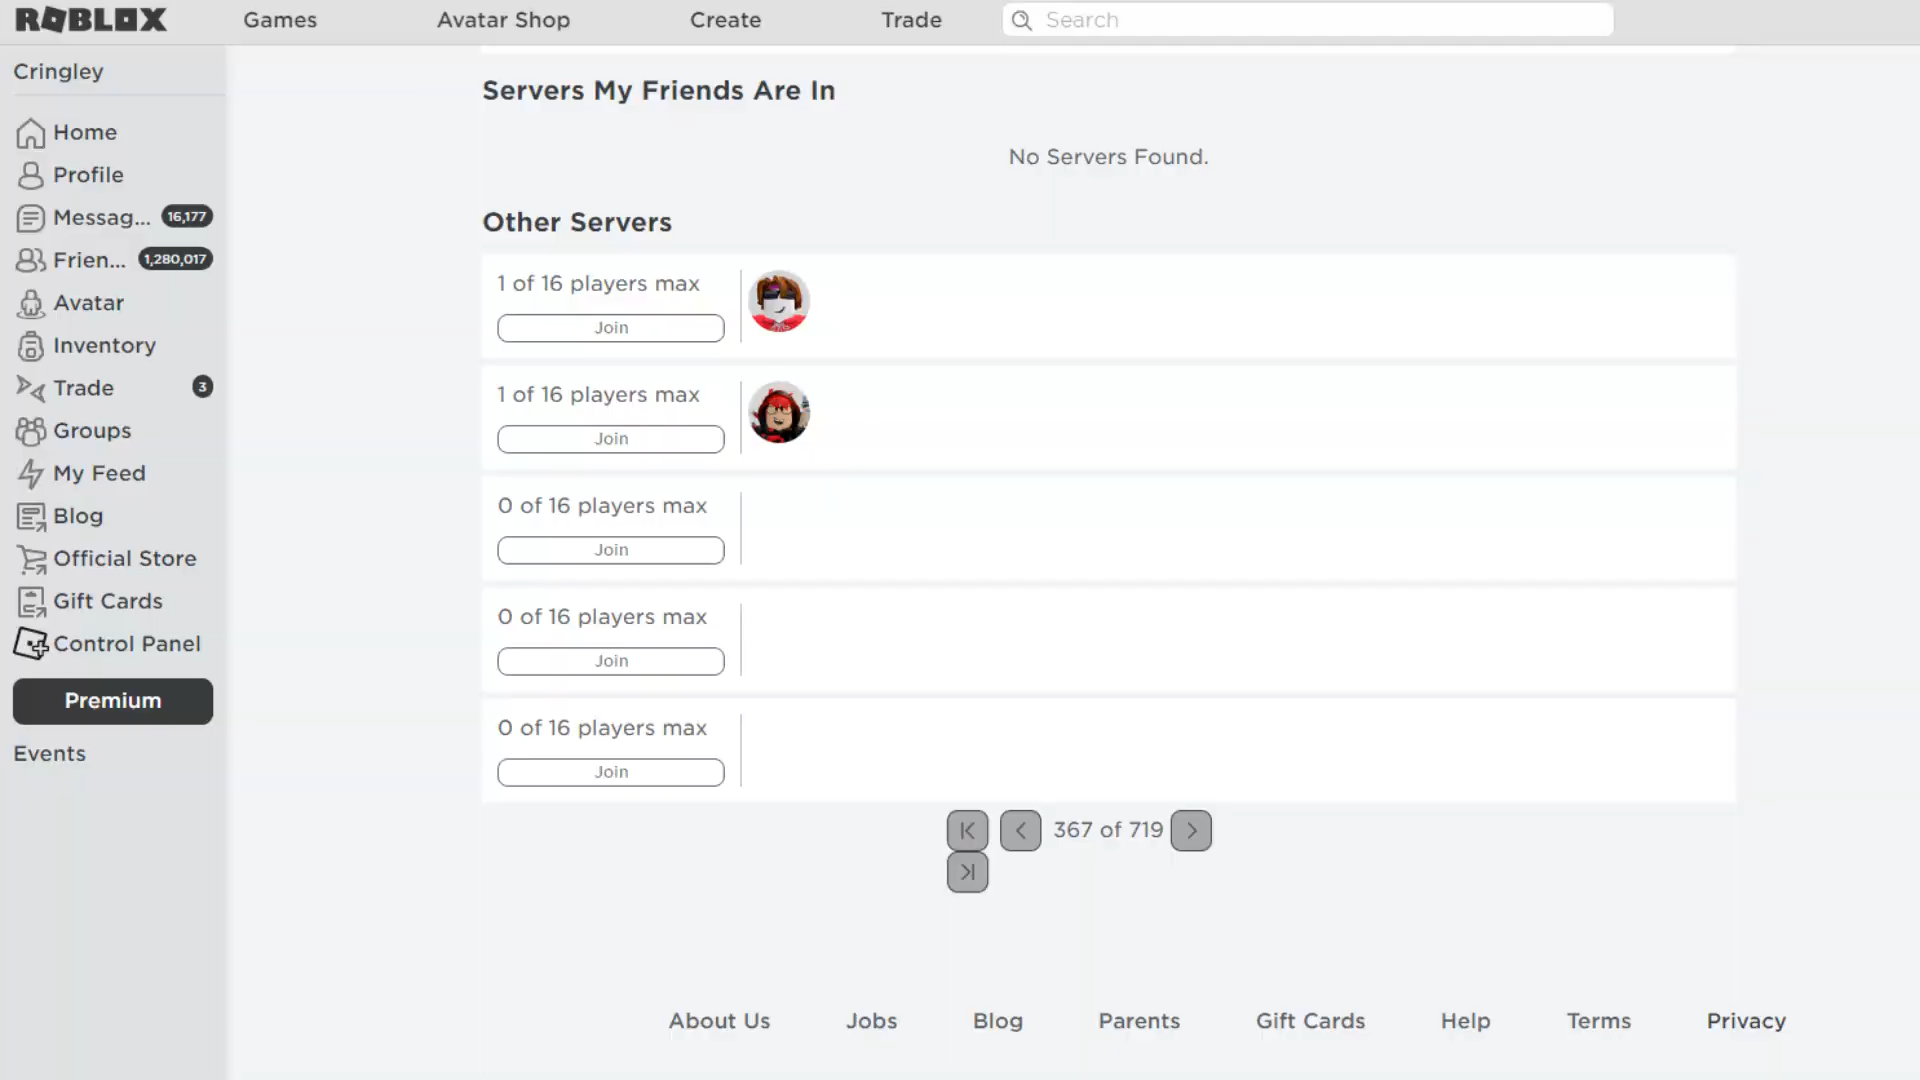 ROBLOX
Games
Avatar Shop
Create
Trade
Search
Cringley
Home
Profile
Messag... 16,177
Frien... 1,280,017
Avatar
Inventory
Trade 3
Groups
My Feed
Blog
Official Store
Gift Cards
Control Panel
Premium
Events
Servers My Friends Are In
No Servers Found.
Other Servers
1 of 16 players max
Join
1 of 16 players max
Join
0 of 16 players max
Join
0 of 16 players max
Join
0 of 16 players max
Join
367 of 719
About Us
Jobs
Blog
Parents
Gift Cards
Help
Terms
Privacy